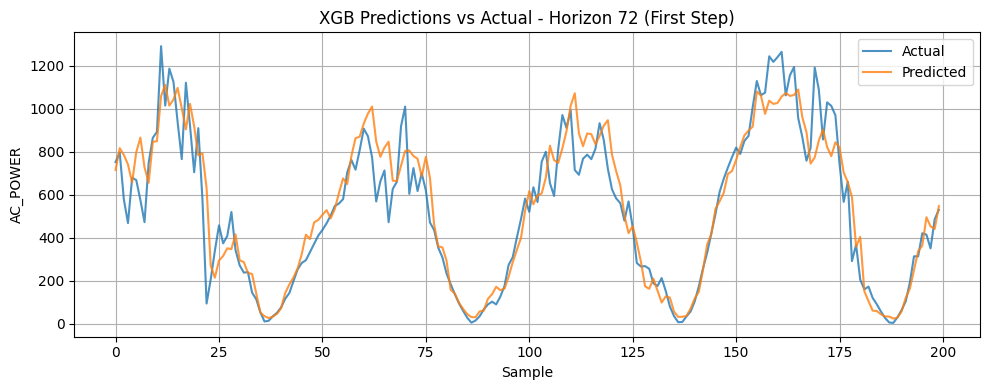 XGB Predictions vs Actual - Horizon 72 (First Step)
Actual
Predicted
AC_POWER
1200
1000
800
600
400
200
0
0 25 50 75 100 125 150 175 200
Sample